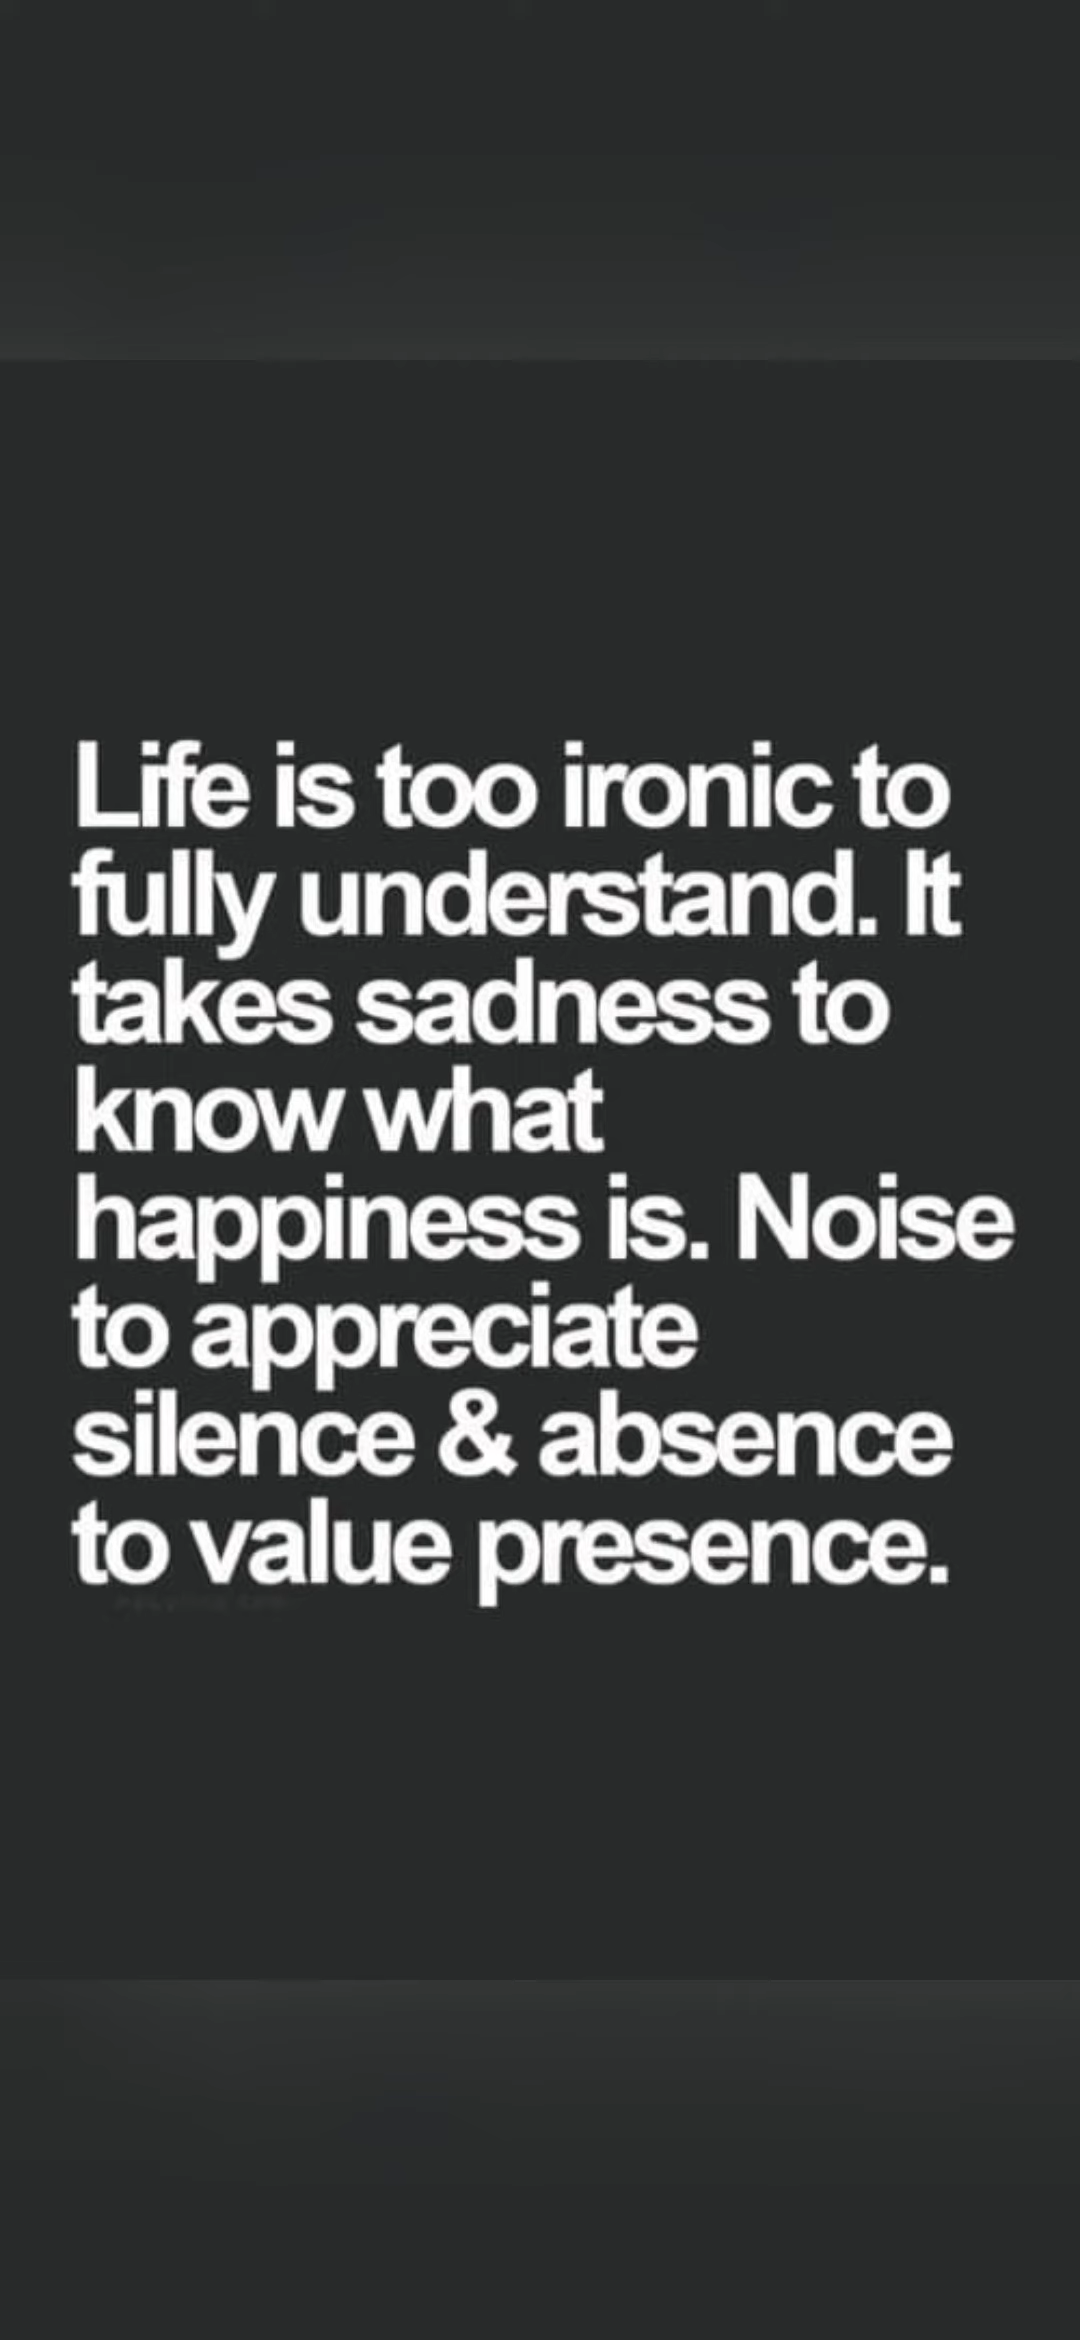 Life is too ironic to
fully understand. It
takes sadness to
know what
happiness is. Noise
to appreciate
silence & absence
to value presence.